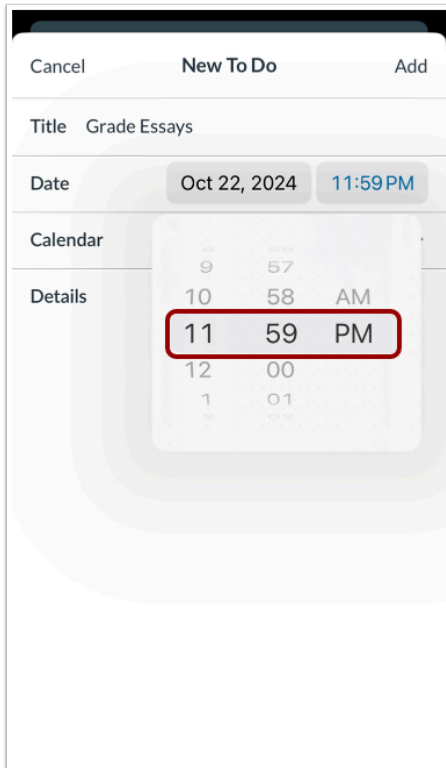 Cancel New To Do Add
Title Grade Essays
Date Oct 22, 2024 11:59 PM
Calendar
9 57
Details 10 58 AM
11 59 PM
12 00
1 01